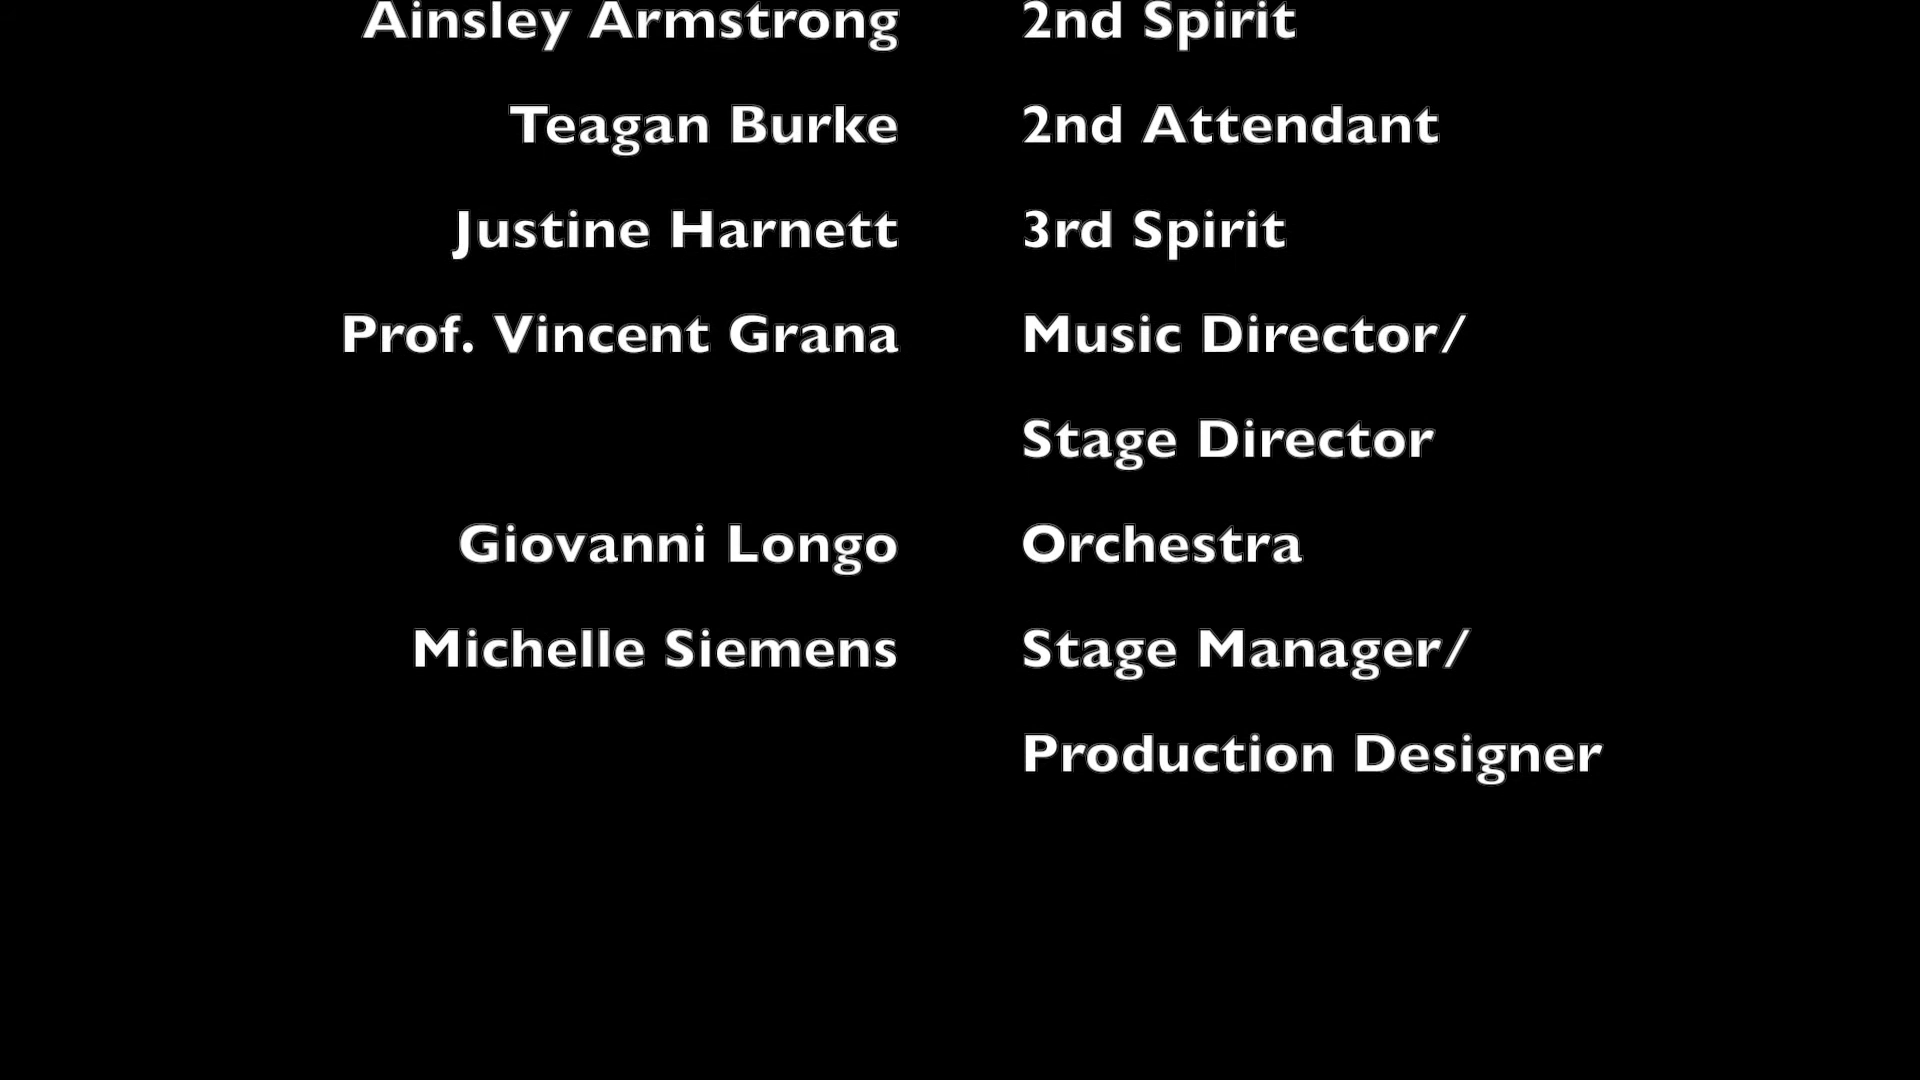 Ainsley Armstrong 2nd Spirit
Teagan Burke 2nd Attendant
Justine Harnett 3rd Spirit
Prof. Vincent Grana Music Director/
Stage Director
Giovanni Longo Orchestra
Michelle Siemens Stage Manager/
Production Designer